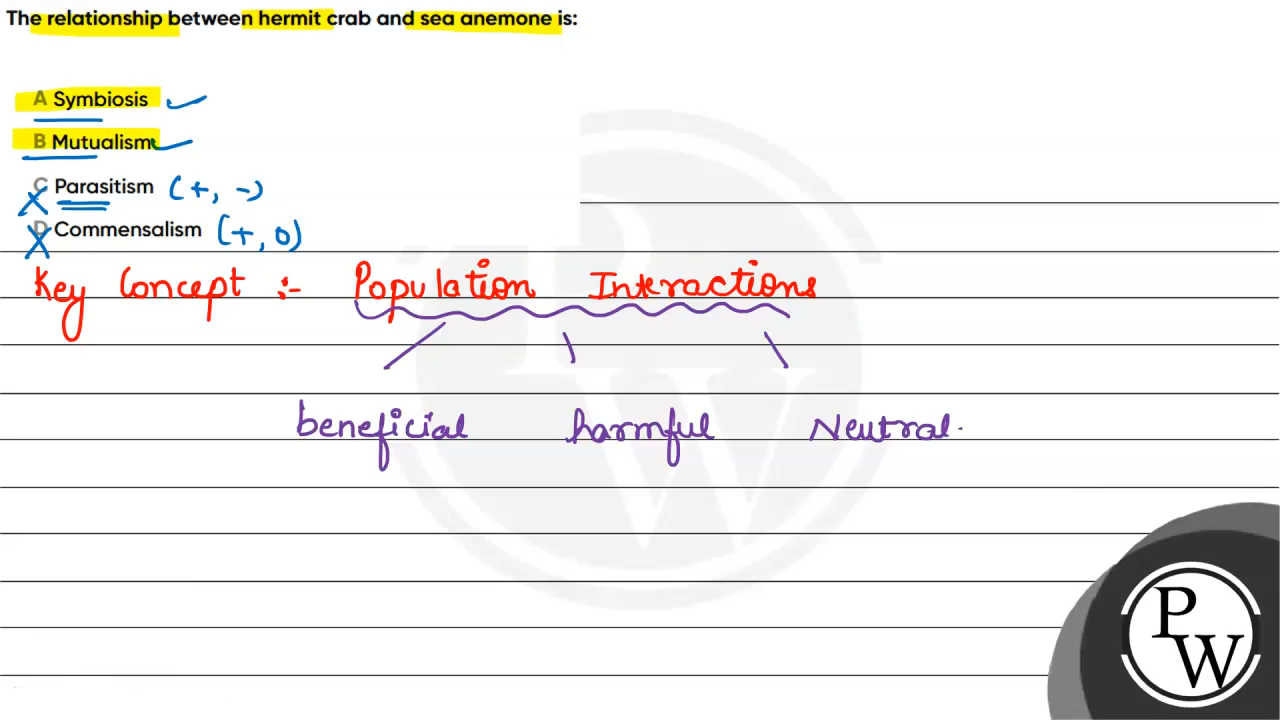 The relationship between hermit crab and sea anemone is:
A Symbiosis
B Mutualism
C Parasitism (+, -)
D Commensalism (+, 0)
Key Concept :- Population Interactions
beneficial harmful Neutral
PW